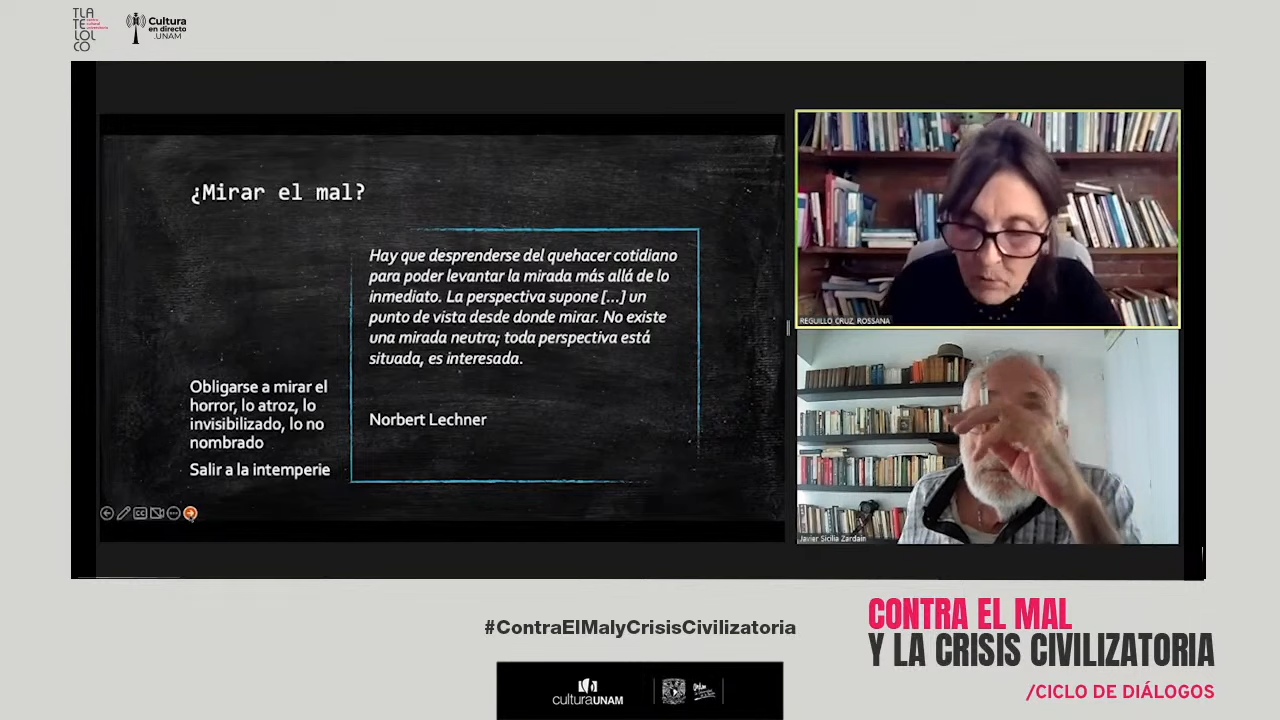 TLA
TE
LOL
CO
centro
cultural
universitario
Cultura
en directo
.UNAM
¿Mirar el mal?
Hay que desprenderse del quehacer cotidiano
para poder levantar la mirada más allá de lo
inmediato. La perspectiva supone [...] un
punto de vista desde donde mirar. No existe
una mirada neutra; toda perspectiva está
situada, es interesada.
Norbert Lechner
Obligarse a mirar el
horror, lo atroz, lo
invisibilizado, lo no
nombrado
Salir a la intemperie
CC
REGUILLO CRUZ, ROSSANA
Javier Sicilia Zardain
#ContraElMalyCrisisCivilizatoria
CONTRA EL MAL
Y LA CRISIS CIVILIZATORIA
/CICLO DE DIÁLOGOS
culturaUNAM